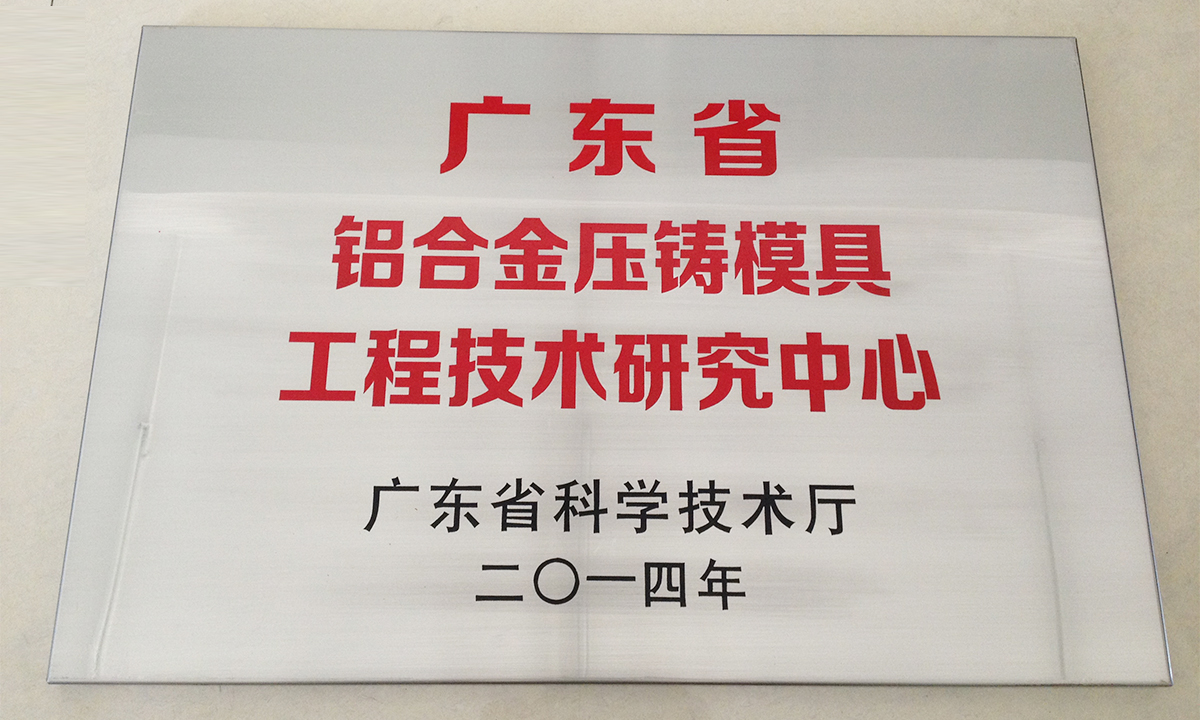 广东省
铝合金压铸模具
工程技术研究中心
广东省科学技术厅
二〇一四年